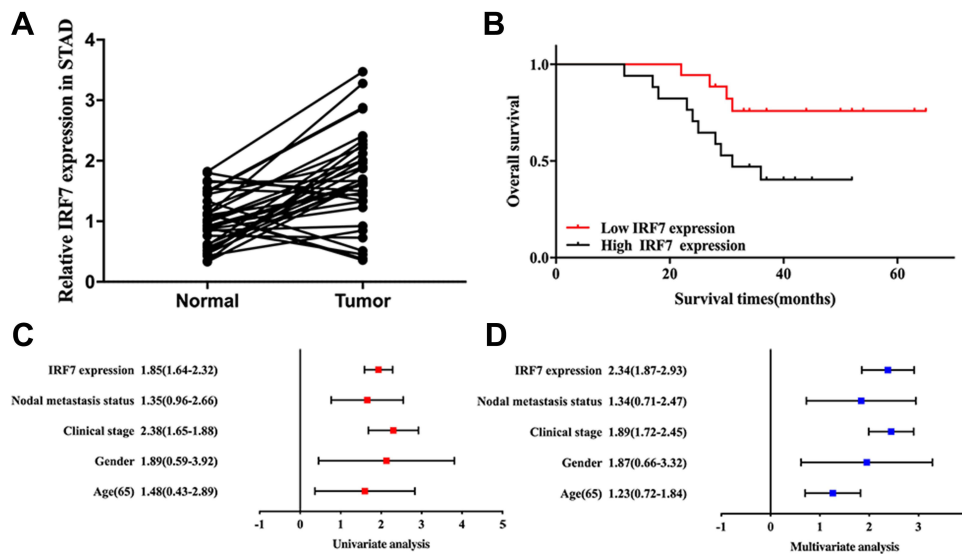 A
Relative IRF7 expression in STAD
4
3
2
1
0
Normal Tumor
B
Overall survival
1.0
0.5
0.0
Low IRF7 expression
High IRF7 expression
0 20 40 60
Survival times(months)
C
IRF7 expression 1.85(1.64-2.32)
Nodal metastasis status 1.35(0.96-2.66)
Clinical stage 2.38(1.65-1.88)
Gender 1.89(0.59-3.92)
Age(65) 1.48(0.43-2.89)
-1 0 1 2 3 4 5
Univariate analysis
D
IRF7 expression 2.34(1.87-2.93)
Nodal metastasis status 1.34(0.71-2.47)
Clinical stage 1.89(1.72-2.45)
Gender 1.87(0.66-3.32)
Age(65) 1.23(0.72-1.84)
-1 0 1 2 3
Multivariate analysis